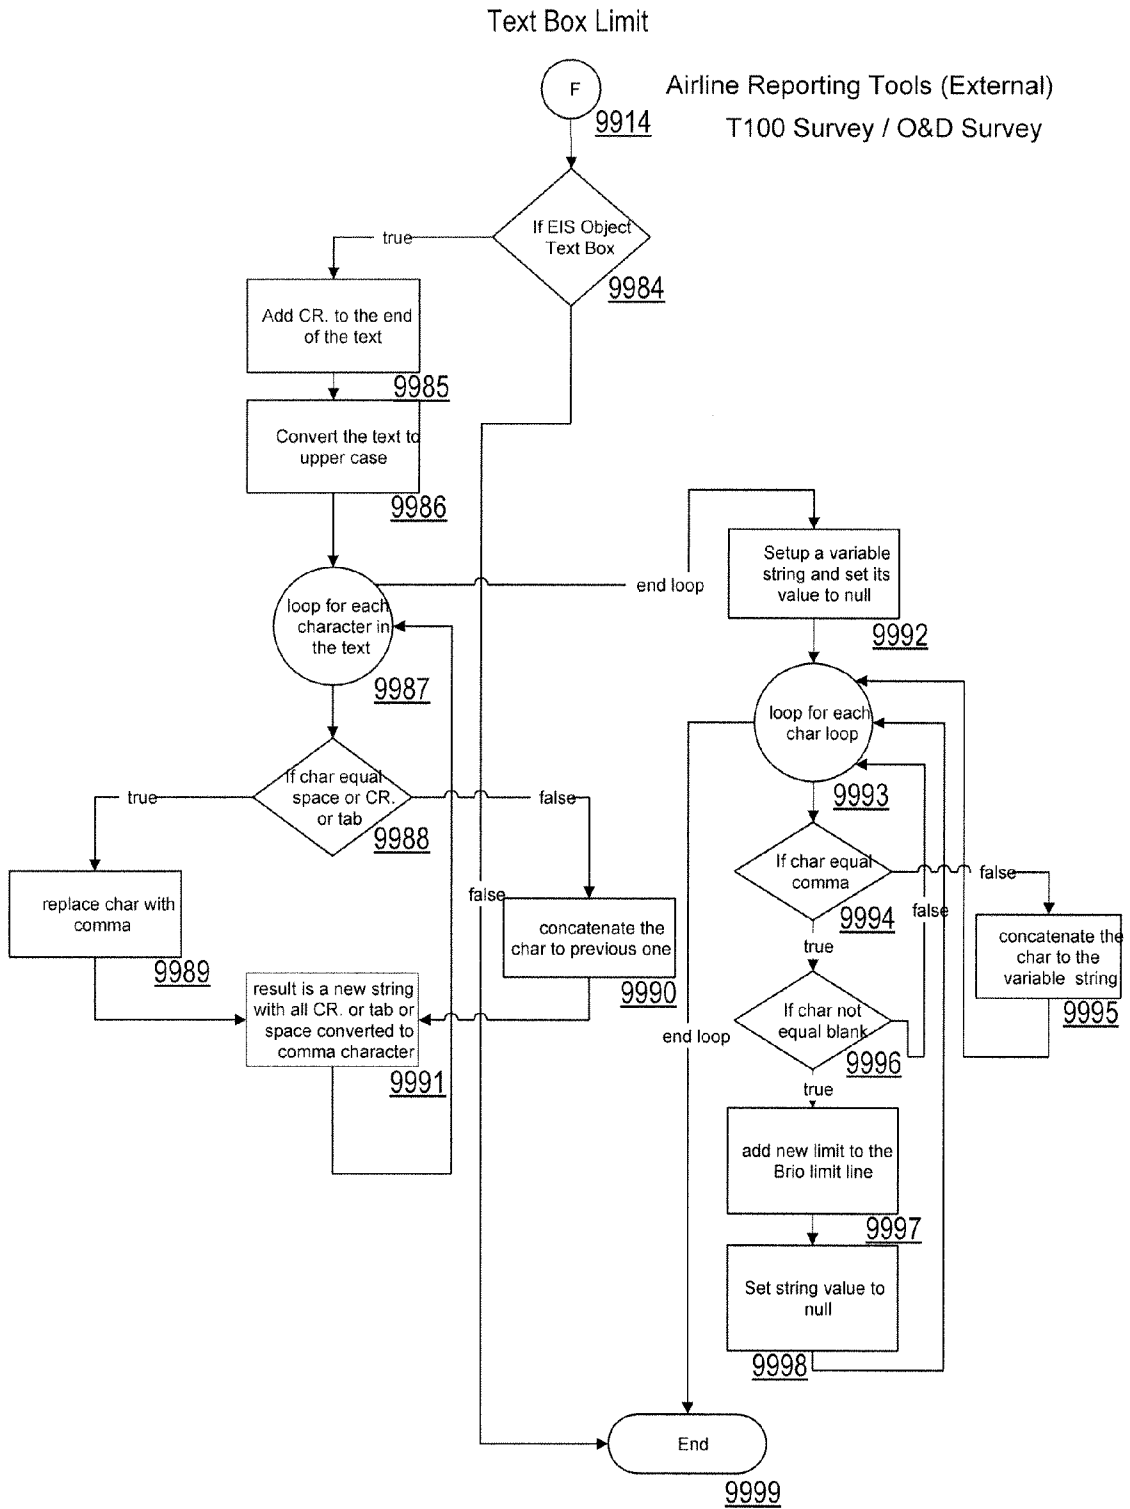 Text Box Limit
F
9914
Airline Reporting Tools (External)
T100 Survey / O&D Survey
If EIS Object
Text Box
9984
true
Add CR. to the end
of the text
9985
Convert the text to
upper case
9986
loop for each
character in
the text
9987
end loop
Setup a variable
string and set its
value to null
9992
If char equal
space or CR.
or tab
9988
true
false
replace char with
comma
9989
concatenate the
char to previous one
9990
result is a new string
with all CR. or tab or
space converted to
comma character
9991
false
loop for each
char loop
9993
If char equal
comma
9994
false
concatenate the
char to the
variable string
9995
true
If char not
equal blank
9996
false
true
add new limit to the
Brio limit line
9997
Set string value to
null
9998
end loop
End
9999